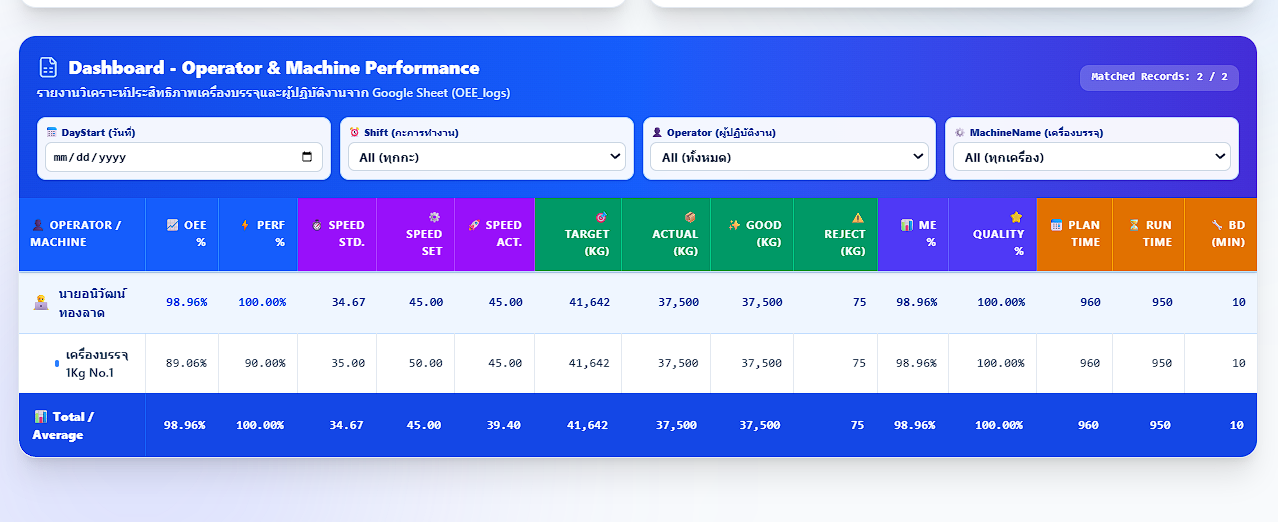 Dashboard - Operator & Machine Performance
รายงานวิเคราะห์ประสิทธิภาพเครื่องบรรจุและผู้ปฏิบัติงานจาก Google Sheet (OEE_logs)
Matched Records: 2 / 2
DayStart (วันที่)
mm/dd/yyyy
Shift (กะการทำงาน)
All (ทุกกะ)
Operator (ผู้ปฏิบัติงาน)
All (ทั้งหมด)
MachineName (เครื่องบรรจุ)
All (ทุกเครื่อง)
OPERATOR /
MACHINE
OEE
%
PERF
%
SPEED
STD.
SPEED
SET
SPEED
ACT.
TARGET
(KG)
ACTUAL
(KG)
GOOD
(KG)
REJECT
(KG)
ME
%
QUALITY
%
PLAN
TIME
RUN
TIME
BD
(MIN)
นายอนิวัฒน์
ทองลาด
98.96% 100.00% 34.67 45.00 45.00 41,642 37,500 37,500 75 98.96% 100.00% 960 950 10
เครื่องบรรจุ
1Kg No.1
89.06% 90.00% 35.00 50.00 45.00 41,642 37,500 37,500 75 98.96% 100.00% 960 950 10
Total /
Average
98.96% 100.00% 34.67 45.00 39.40 41,642 37,500 37,500 75 98.96% 100.00% 960 950 10